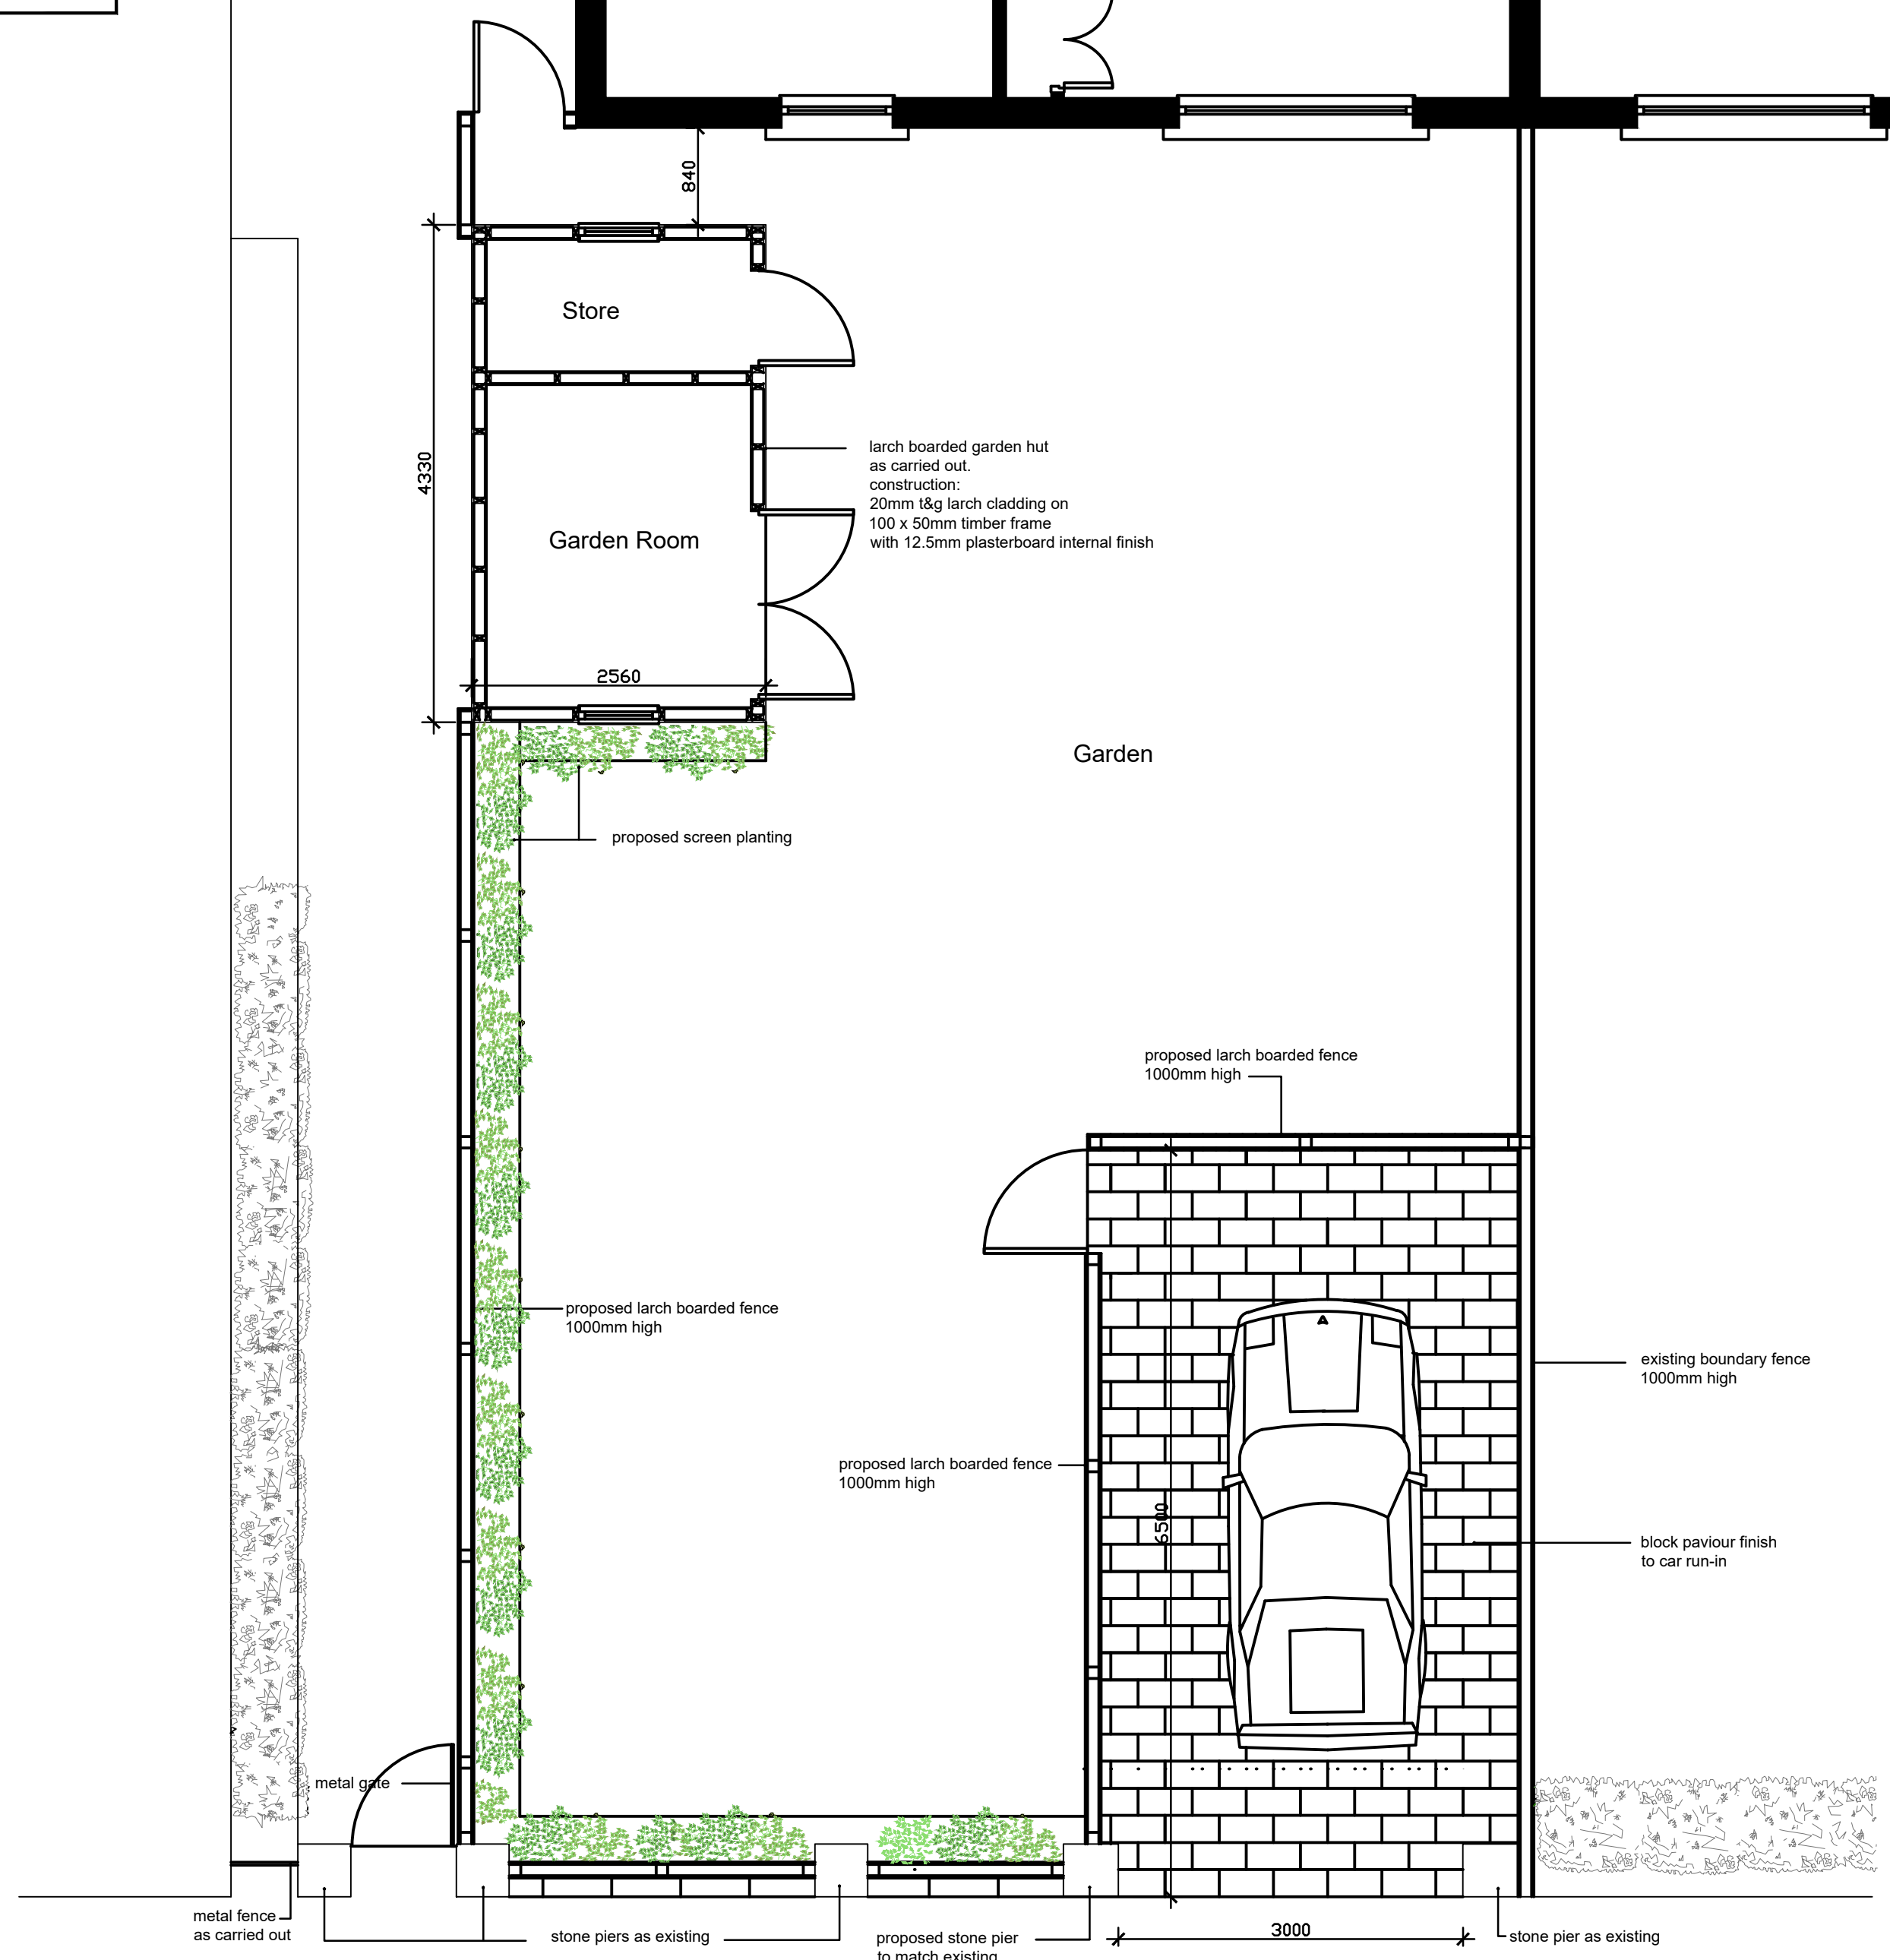 840
Store
4330
larch boarded garden hut
as carried out.
construction:
20mm t&g larch cladding on
100 x 50mm timber frame
with 12.5mm plasterboard internal finish
Garden Room
2560
Garden
proposed screen planting
proposed larch boarded fence
1000mm high
proposed larch boarded fence
1000mm high
existing boundary fence
1000mm high
proposed larch boarded fence
1000mm high
6500
block paviour finish
to car run-in
metal gate
metal fence
as carried out
stone piers as existing
proposed stone pier
to match existing
3000
stone pier as existing